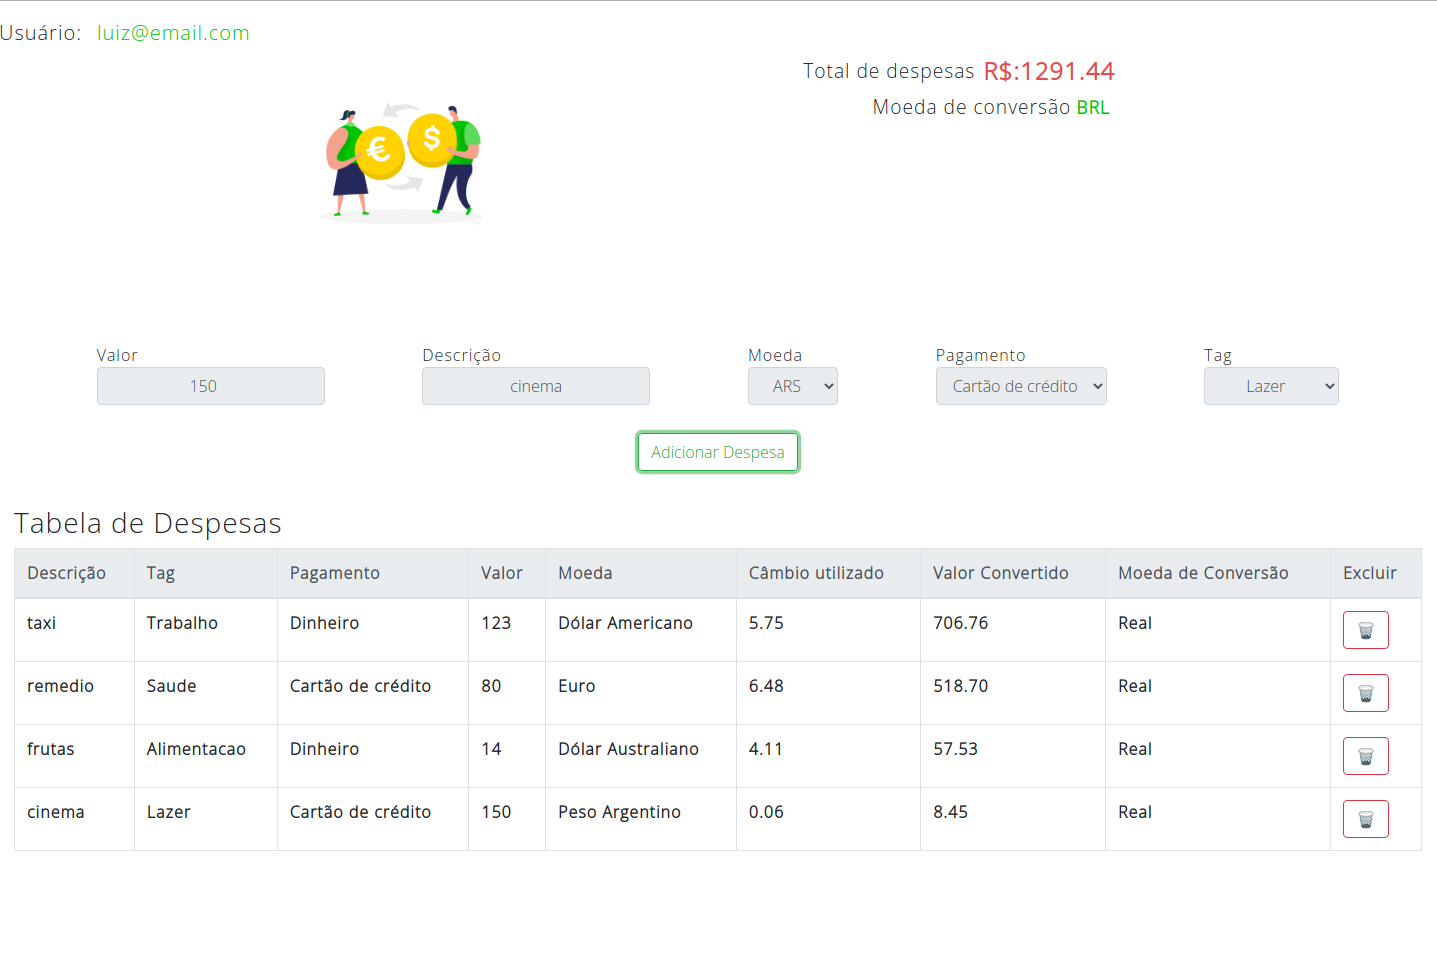 Usuário: luiz@email.com
Total de despesas R$:1291.44
Moeda de conversão BRL
€ $
Valor Descrição Moeda Pagamento Tag
150 cinema ARS Cartão de crédito Lazer
Adicionar Despesa
Tabela de Despesas
Descrição Tag Pagamento Valor Moeda Câmbio utilizado Valor Convertido Moeda de Conversão Excluir
taxi Trabalho Dinheiro 123 Dólar Americano 5.75 706.76 Real
remedio Saude Cartão de crédito 80 Euro 6.48 518.70 Real
frutas Alimentacao Dinheiro 14 Dólar Australiano 4.11 57.53 Real
cinema Lazer Cartão de crédito 150 Peso Argentino 0.06 8.45 Real